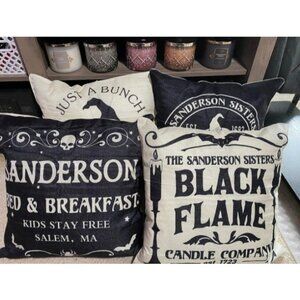 JUST A BUNCH
SANDERSON SISTERS
SANDERSON
BED & BREAKFAST
KIDS STAY FREE
SALEM, MA
THE SANDERSON SISTERS
BLACK
FLAME
CANDLE COMPANY